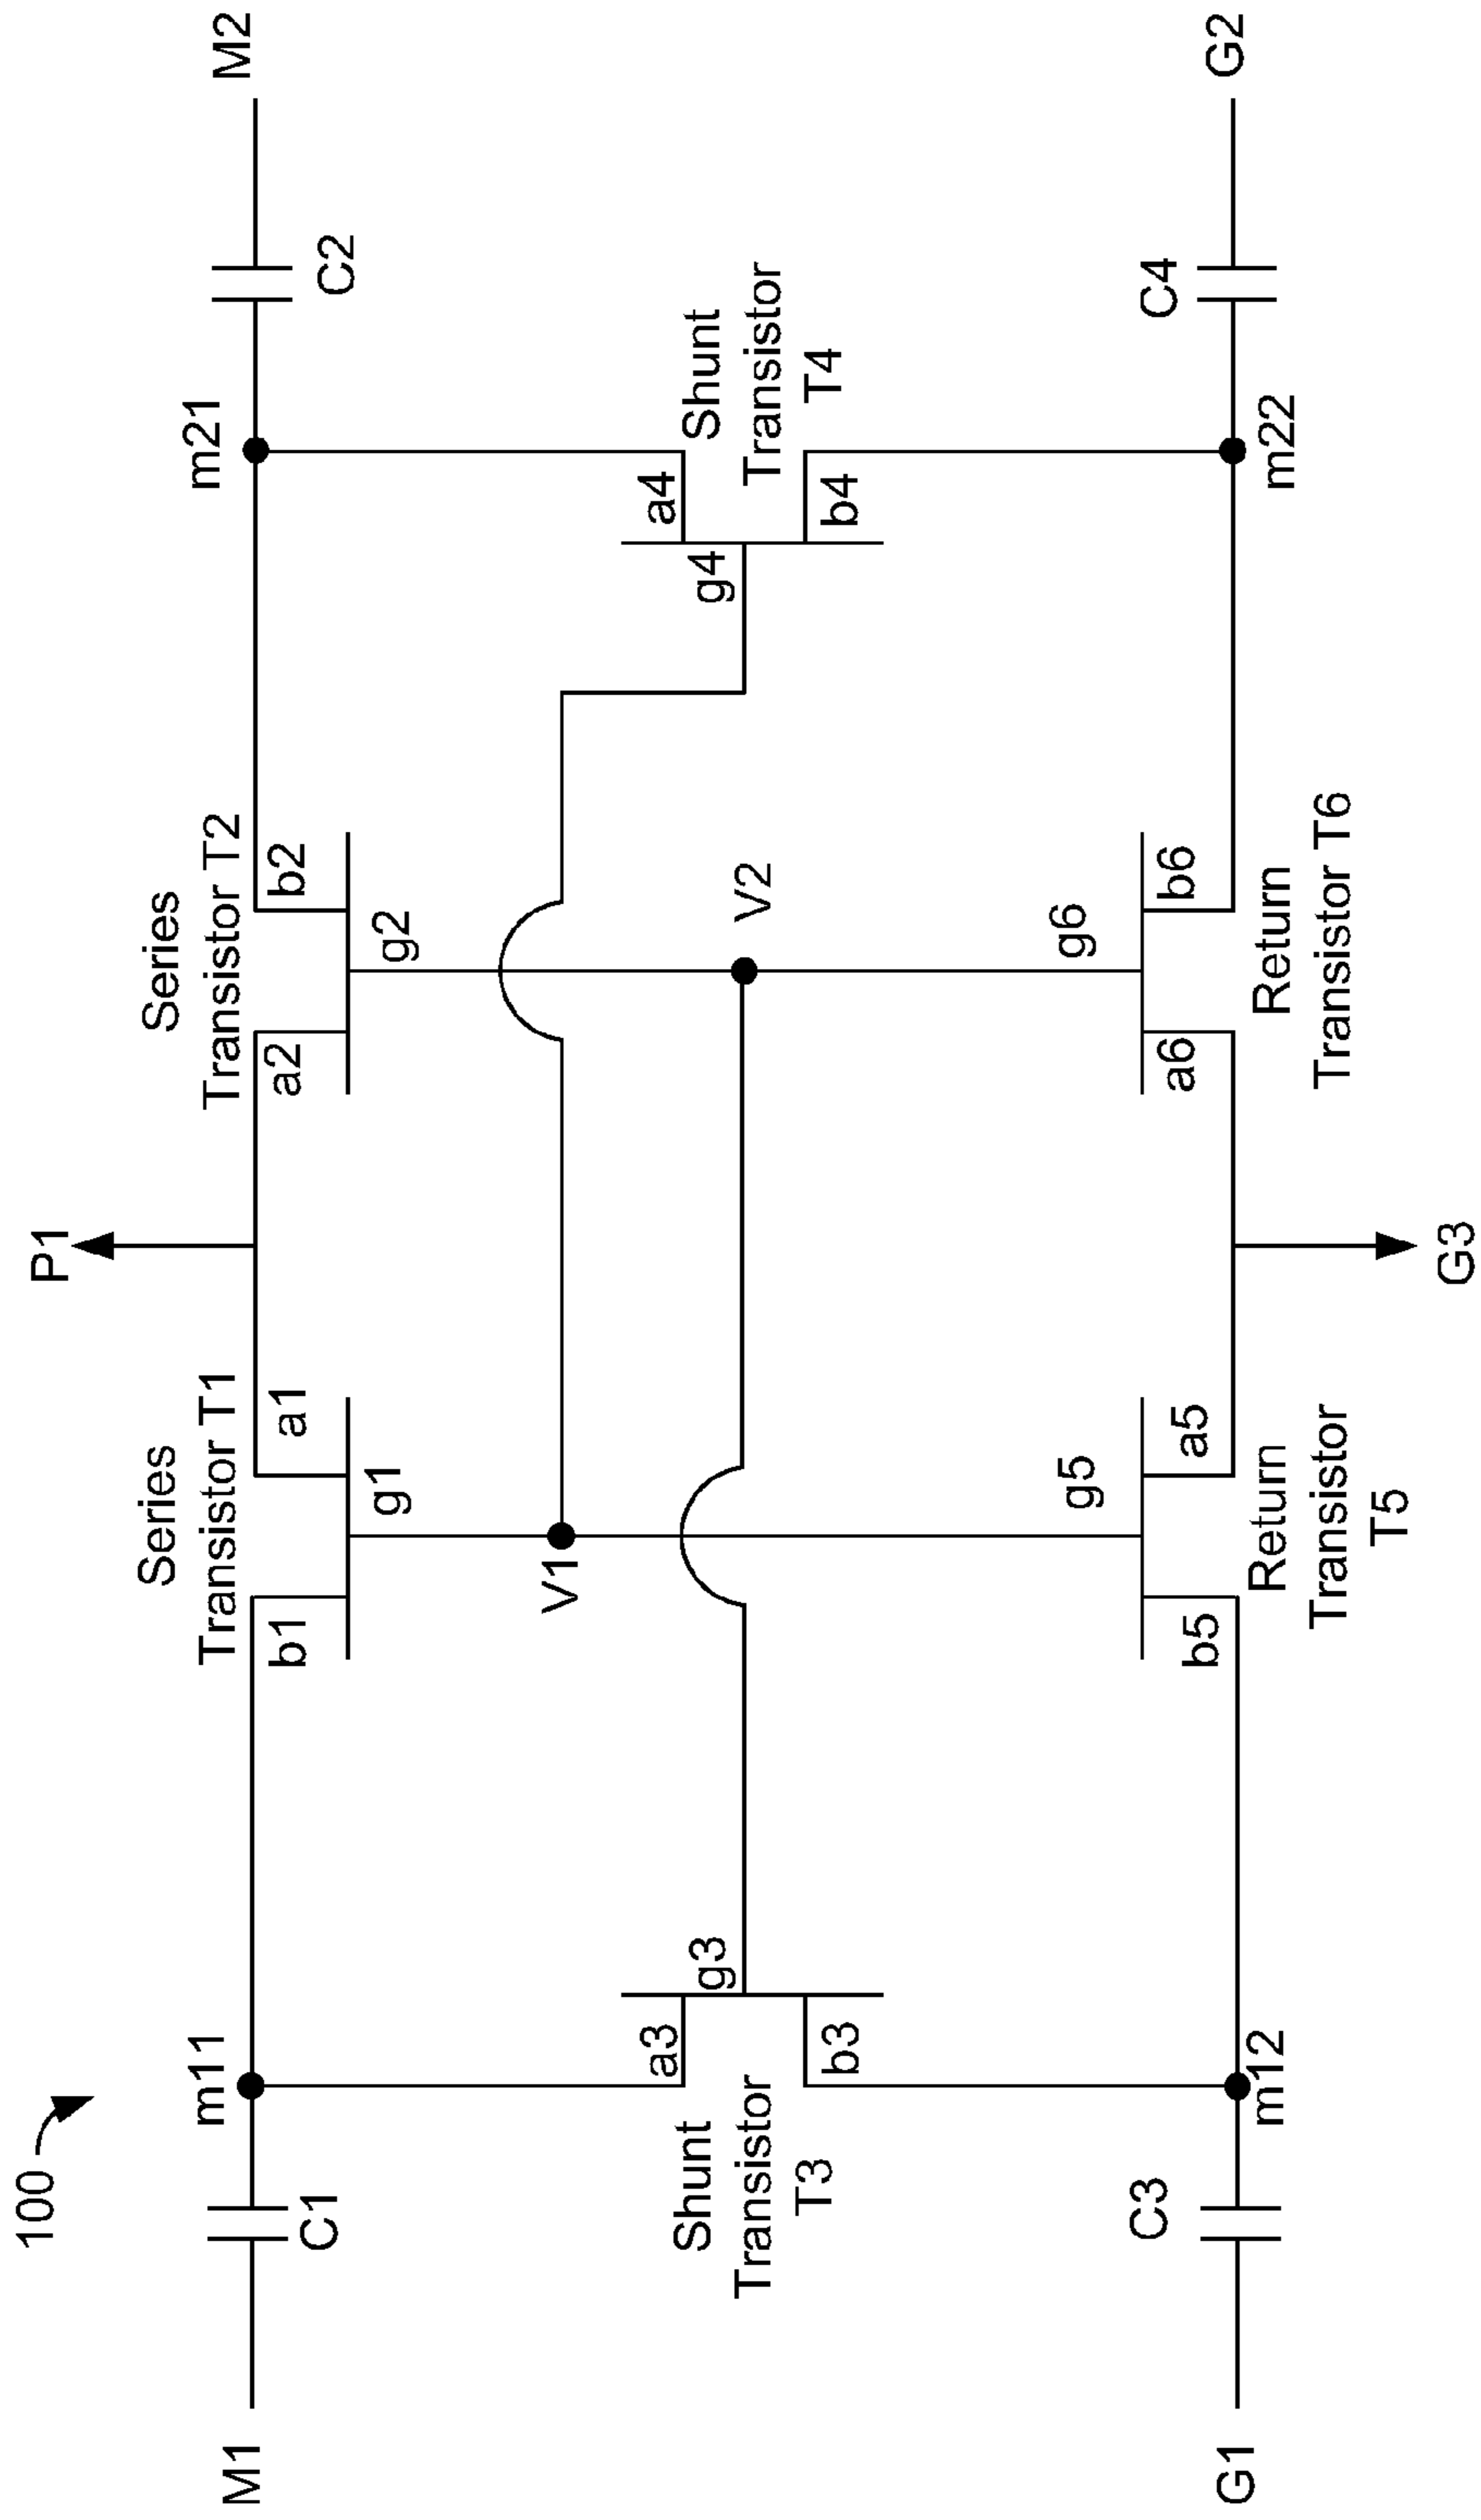 100
P1
M1
C1
m11
Series
Transistor T1
b1
a1
g1
Series
Transistor T2
a2
b2
g2
m21
C2
M2
V1
V2
Shunt
Transistor
T3
a3
g3
b3
Shunt
Transistor
T4
a4
g4
b4
G1
C3
m12
g5
b5
a5
Return
Transistor
T5
g6
a6
b6
Return
Transistor T6
m22
C4
G2
G3